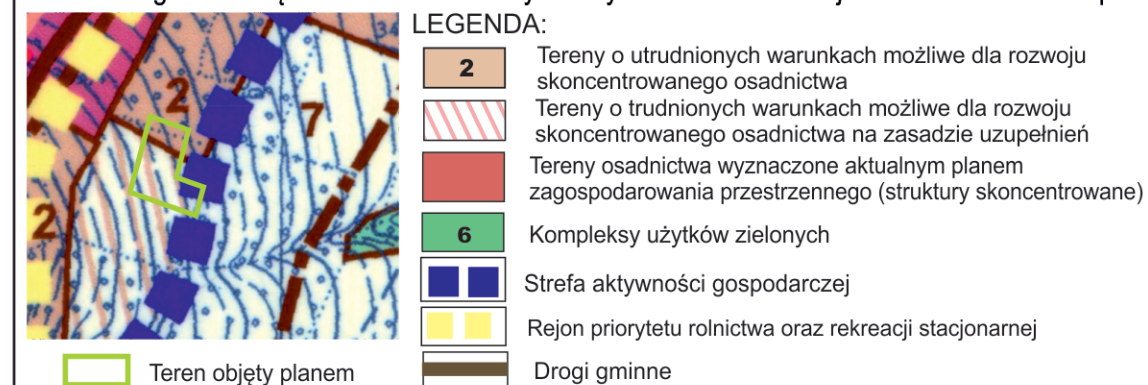 LEGENDA:
2
Tereny o utrudnionych warunkach możliwe dla rozwoju
skoncentrowanego osadnictwa
Tereny o trudnionych warunkach możliwe dla rozwoju
skoncentrowanego osadnictwa na zasadzie uzupełnień
Tereny osadnictwa wyznaczone aktualnym planem
zagospodarowania przestrzennego (struktury skoncentrowane)
6
Kompleksy użytków zielonych
Strefa aktywności gospodarczej
Rejon priorytetu rolnictwa oraz rekreacji stacjonarnej
Drogi gminne
2
7
2
Teren objęty planem